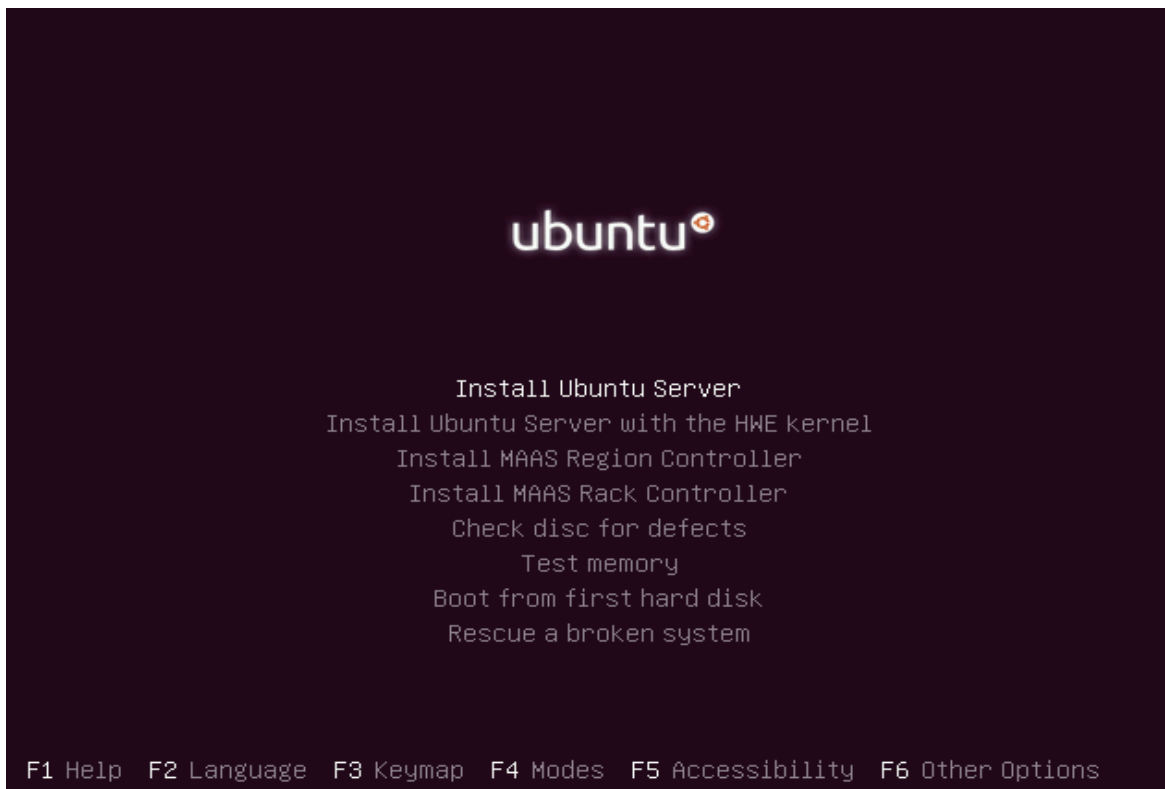 ubuntu
Install Ubuntu Server
Install Ubuntu Server with the HWE kernel
Install MAAS Region Controller
Install MAAS Rack Controller
Check disc for defects
Test memory
Boot from first hard disk
Rescue a broken system
F1 Help F2 Language F3 Keymap F4 Modes F5 Accessibility F6 Other Options